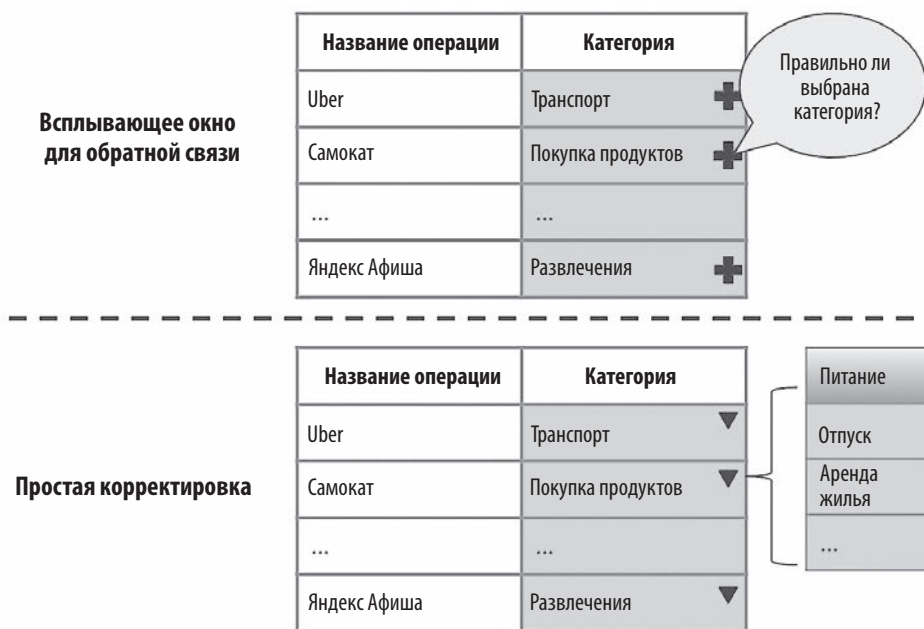 Всплывающее окно
для обратной связи
Название операции Категория
Uber Транспорт
Самокат Покупка продуктов
... ...
Яндекс Афиша Развлечения
Правильно ли
выбрана
категория?
Простая корректировка
Название операции Категория
Uber Транспорт
Самокат Покупка продуктов
... ...
Яндекс Афиша Развлечения
Питание
Отпуск
Аренда
жилья
...